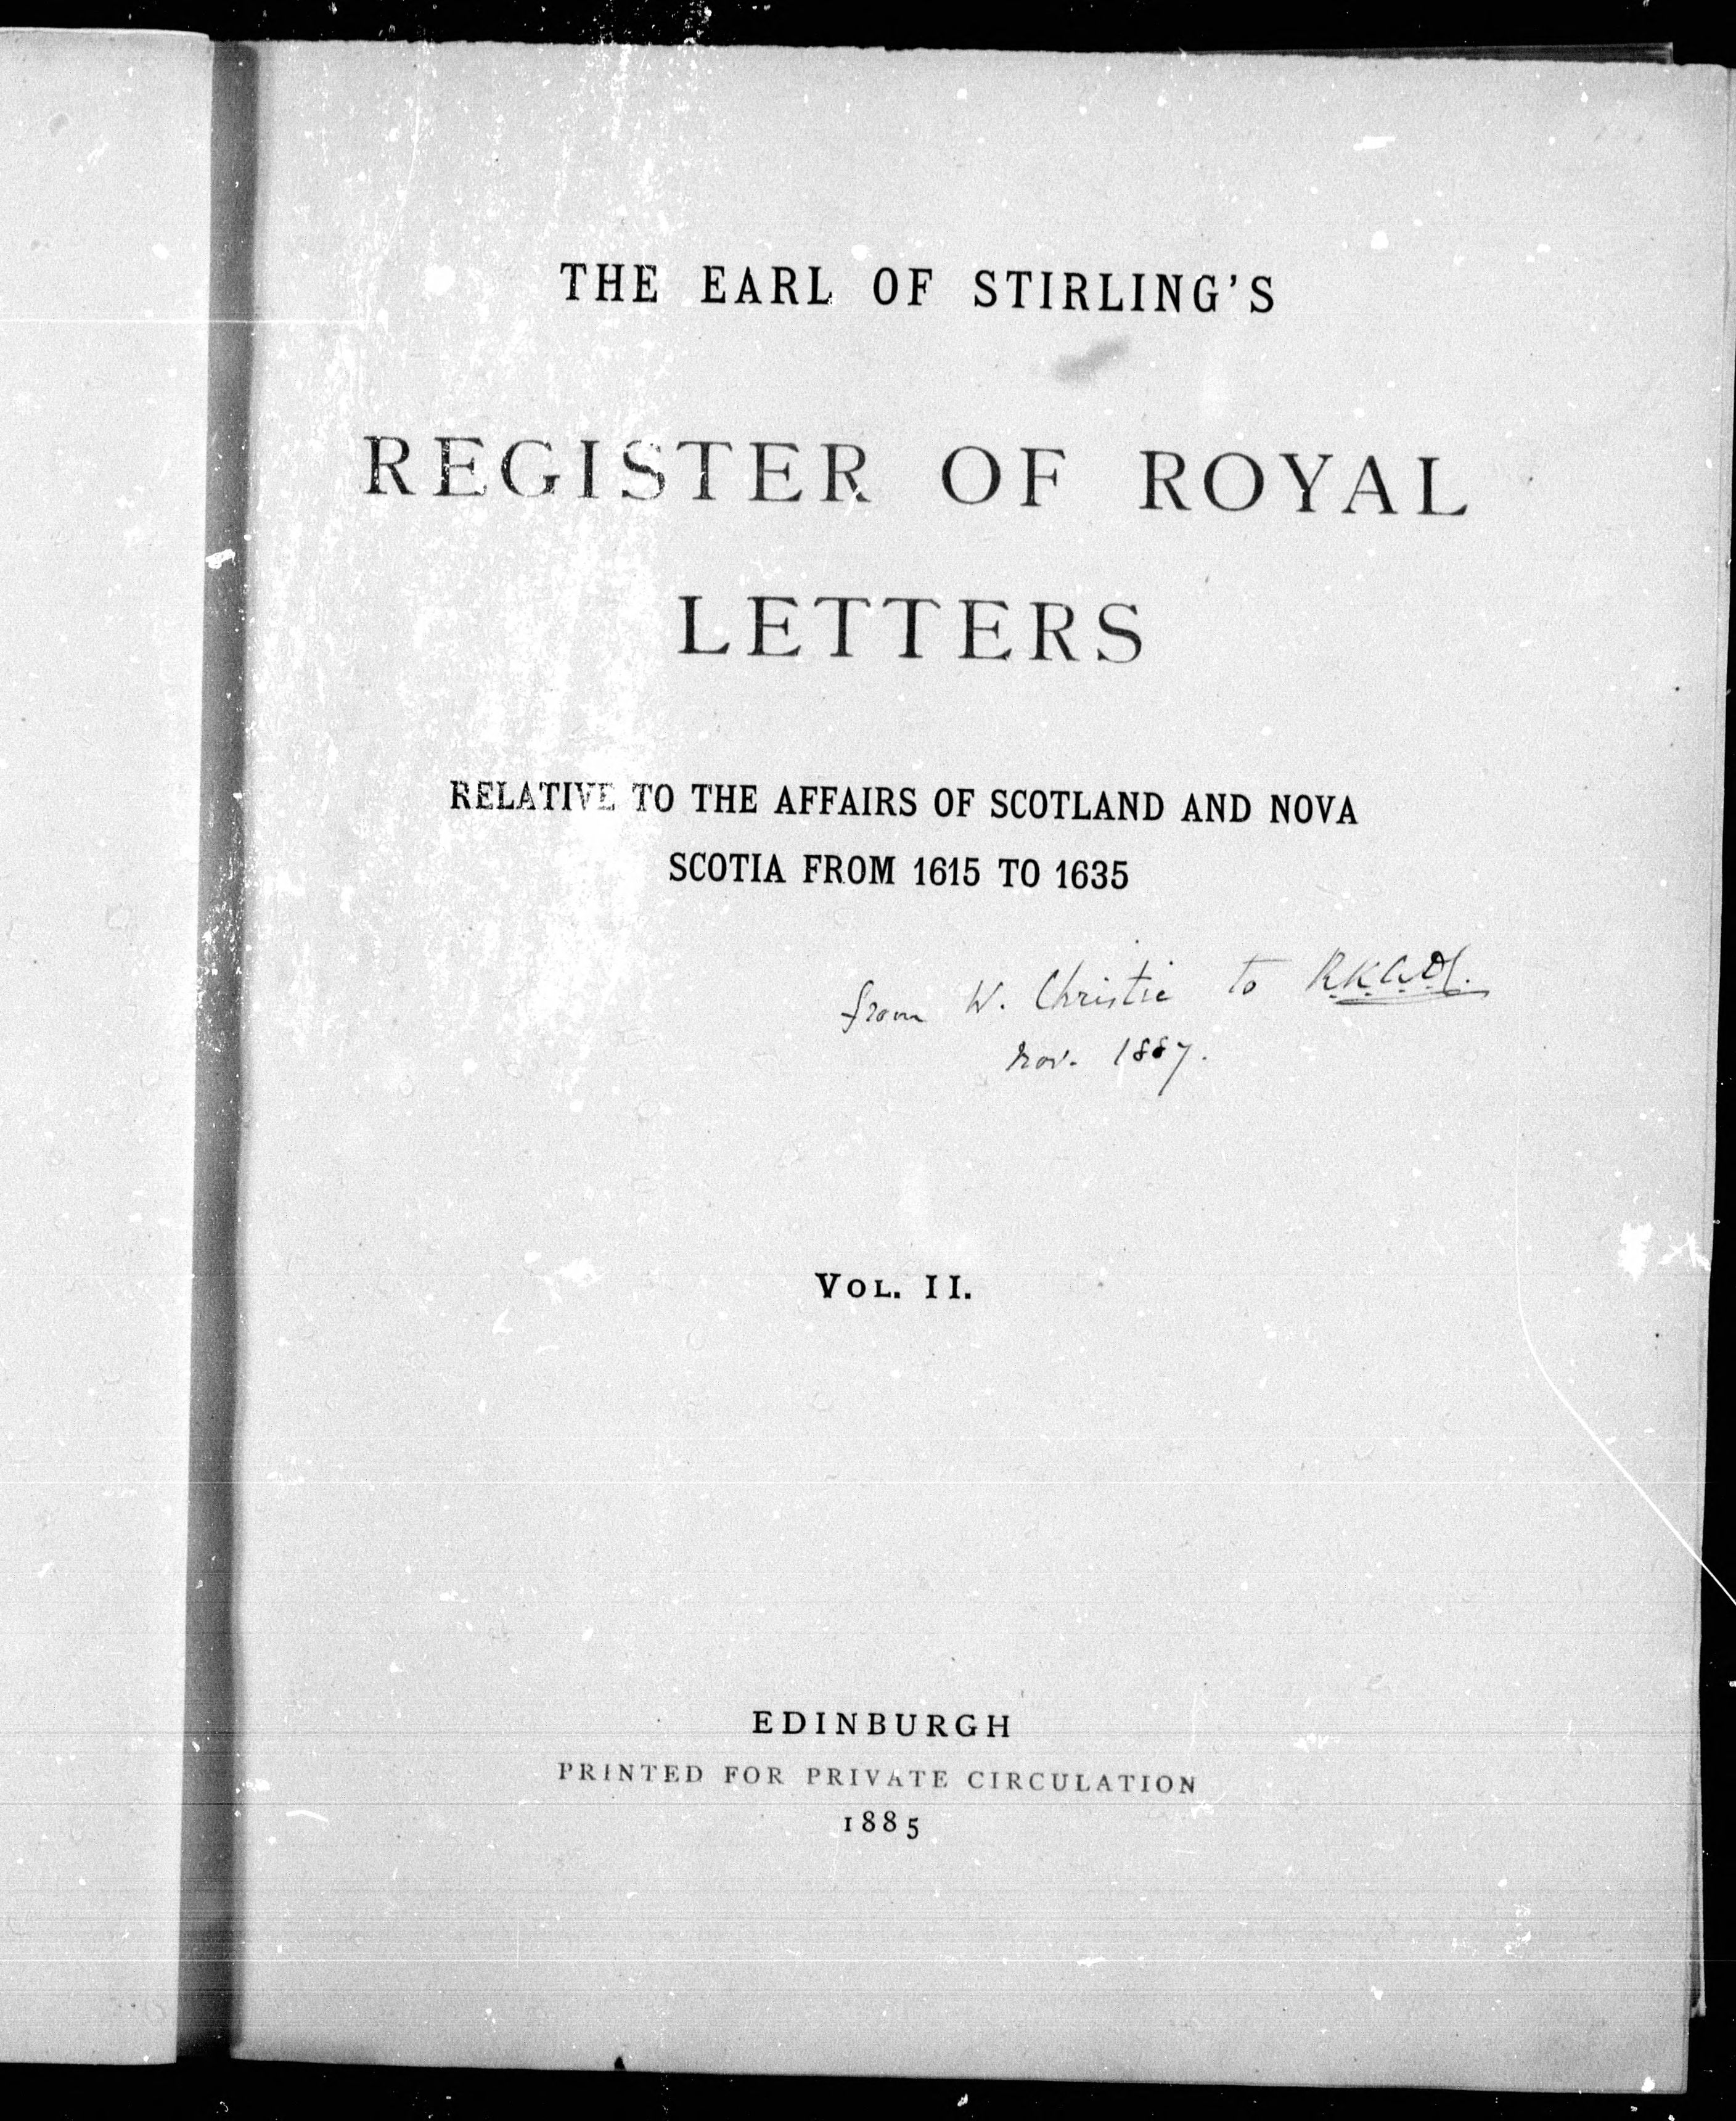 THE EARL OF STIRLING'S
REGISTER OF ROYAL
LETTERS
RELATIVE TO THE AFFAIRS OF SCOTLAND AND NOVA
SCOTIA FROM 1615 TO 1635
from W. Christie to
Nov. 1887.
VOL. II.
EDINBURGH
PRINTED FOR PRIVATE CIRCULATION
1885